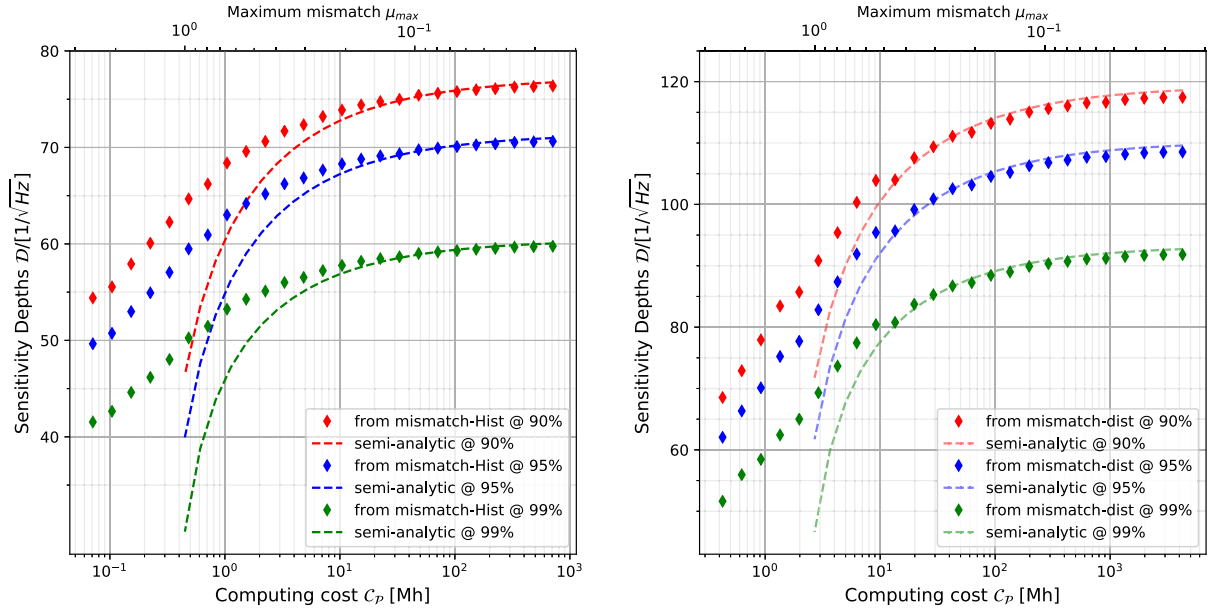 Maximum mismatch μ_max
10⁰
10⁻¹
80
70
60
50
40
Sensitivity Depths 𝒟/[1/√Hz]
from mismatch-Hist @ 90%
semi-analytic @ 90%
from mismatch-Hist @ 95%
semi-analytic @ 95%
from mismatch-Hist @ 99%
semi-analytic @ 99%
10⁻¹
10⁰
10¹
10²
10³
Computing cost 𝒞_𝒫 [Mh]
Maximum mismatch μ_max
10⁰
10⁻¹
120
100
80
60
Sensitivity Depths 𝒟/[1/√Hz]
from mismatch-dist @ 90%
semi-analytic @ 90%
from mismatch-dist @ 95%
semi-analytic @ 95%
from mismatch-dist @ 99%
semi-analytic @ 99%
10⁰
10¹
10²
10³
Computing cost 𝒞_𝒫 [Mh]